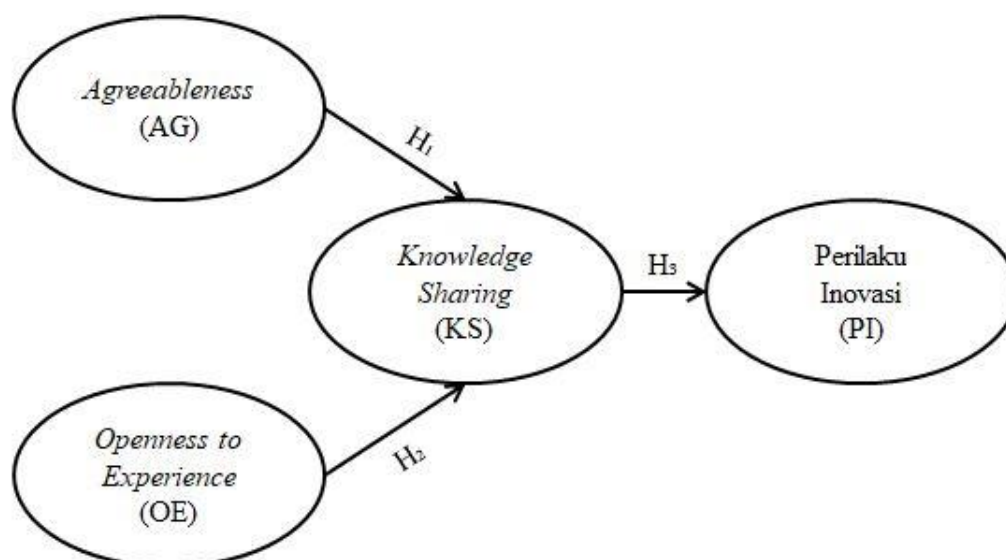 Agreeableness
(AG)
H₁
Knowledge
Sharing
(KS)
H₃
Perilaku
Inovasi
(PI)
Openness to
Experience
(OE)
H₂